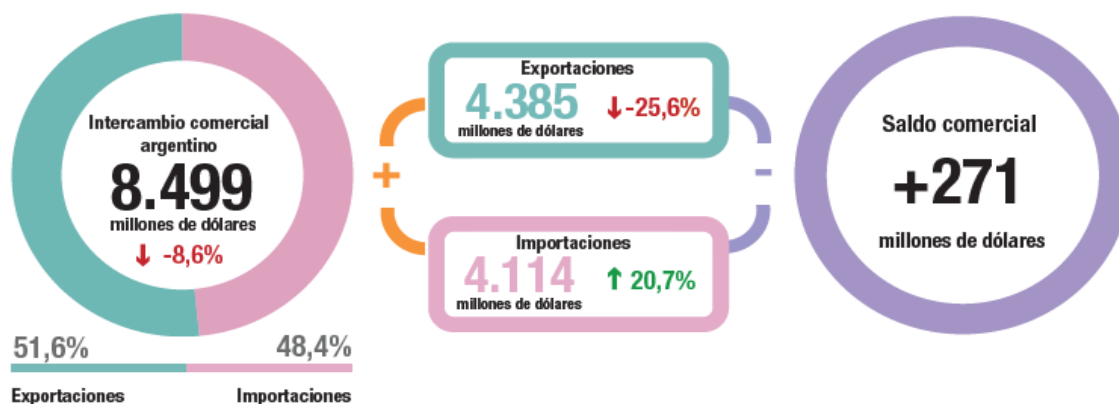 Intercambio comercial
argentino
8.499
millones de dólares
↓ -8,6%
51,6%
48,4%
Exportaciones
Importaciones
+
Exportaciones
4.385 ↓-25,6%
millones de dólares
Importaciones
4.114 ↑ 20,7%
millones de dólares
-
Saldo comercial
+271
millones de dólares